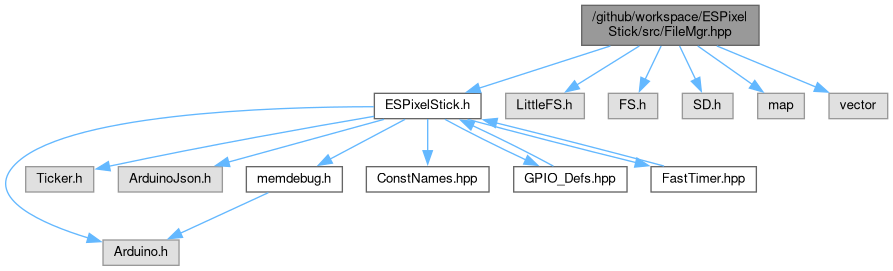 /github/workspace/ESPixel
Stick/src/FileMgr.hpp
ESPixelStick.h
LittleFS.h
FS.h
SD.h
map
vector
Ticker.h
ArduinoJson.h
memdebug.h
ConstNames.hpp
GPIO_Defs.hpp
FastTimer.hpp
Arduino.h